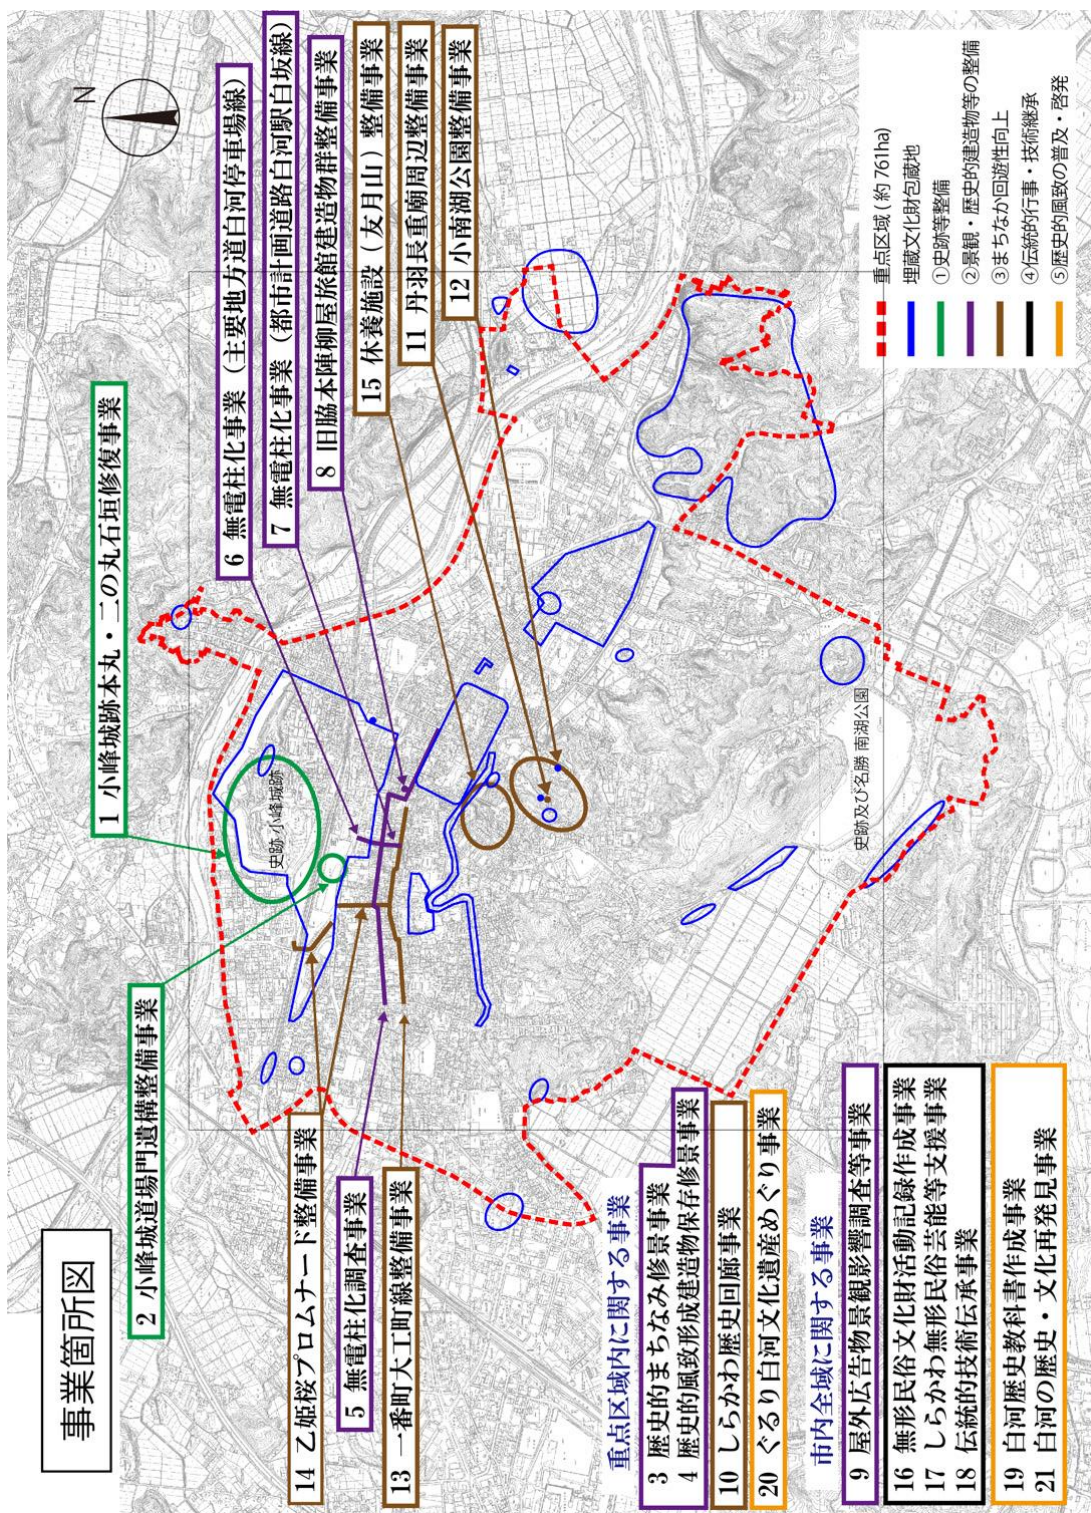 事業箇所図
N
1 小峰城跡本丸・二の丸石垣修復事業
2 小峰城道場門遺構整備事業
6 無電柱化事業（主要地方道白河停車場線）
7 無電柱化事業（都市計画道路白河駅白坂線）
8 旧脇本陣柳屋旅館建造物群整備事業
15 休養施設（友月山）整備事業
11 丹羽長重廟周辺整備事業
12 小南湖公園整備事業
14 乙姫桜プロムナード整備事業
5 無電柱化調査事業
13 一番町大工町線整備事業
史跡 小峰城跡
史跡及び名勝 南湖公園
重点区域内に関する事業
3 歴史的まちなみ修景事業
4 歴史的風致形成建造物保存修景事業
10 しらかわ歴史回廊事業
20 ぐるり白河文化遺産めぐり事業
市内全域に関する事業
9 屋外広告物景観影響調査等事業
16 無形民俗文化財活動記録作成事業
17 しらかわ無形民俗芸能等支援事業
18 伝統的技術伝承事業
19 白河歴史教科書作成事業
21 白河の歴史・文化再発見事業
重点区域（約 761ha）
埋蔵文化財包蔵地
①史跡等整備
②景観・歴史的建造物等の整備
③まちなか回遊性向上
④伝統的行事・技術継承
⑤歴史的風致の普及・啓発